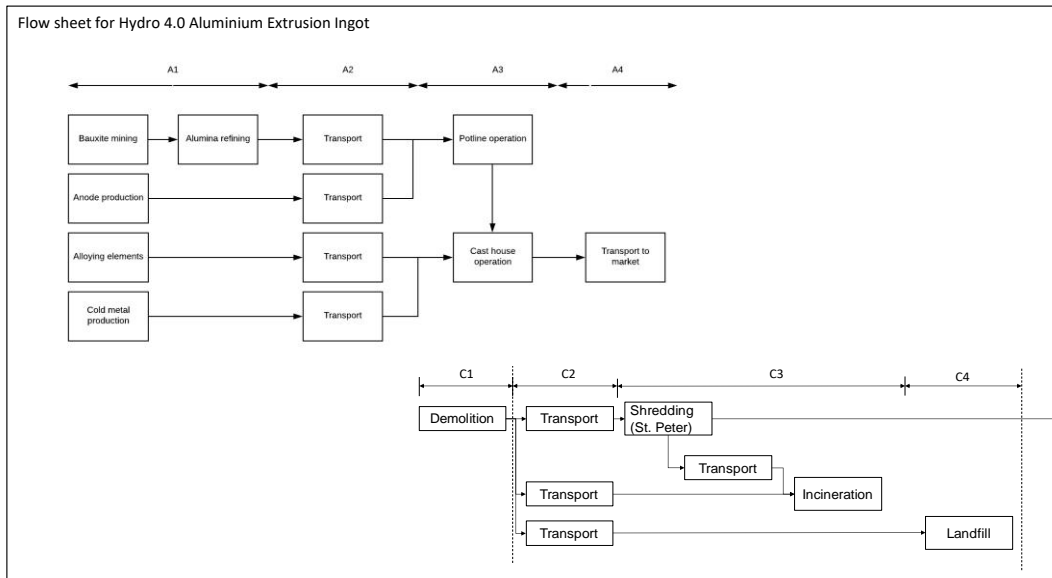 Flow sheet for Hydro 4.0 Aluminium Extrusion Ingot
A1
A2
A3
A4
Bauxite mining
Alumina refining
Transport
Potline operation
Anode production
Transport
Alloying elements
Transport
Cast house
operation
Transport to
market
Cold metal
production
Transport
C1
C2
C3
C4
Demolition
Transport
Shredding
(St. Peter)
Transport
Transport
Incineration
Transport
Landfill